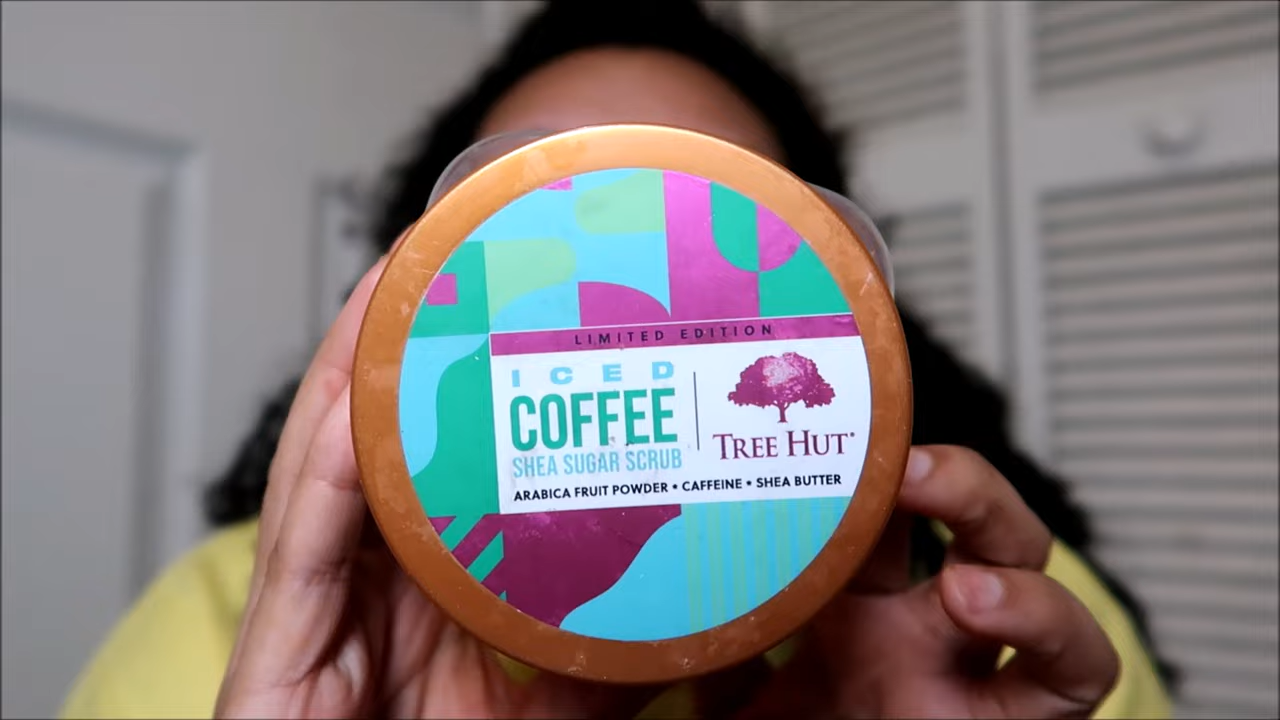 LIMITED EDITION
ICED
COFFEE
SHEA SUGAR SCRUB
TREE HUT®
ARABICA FRUIT POWDER • CAFFEINE • SHEA BUTTER